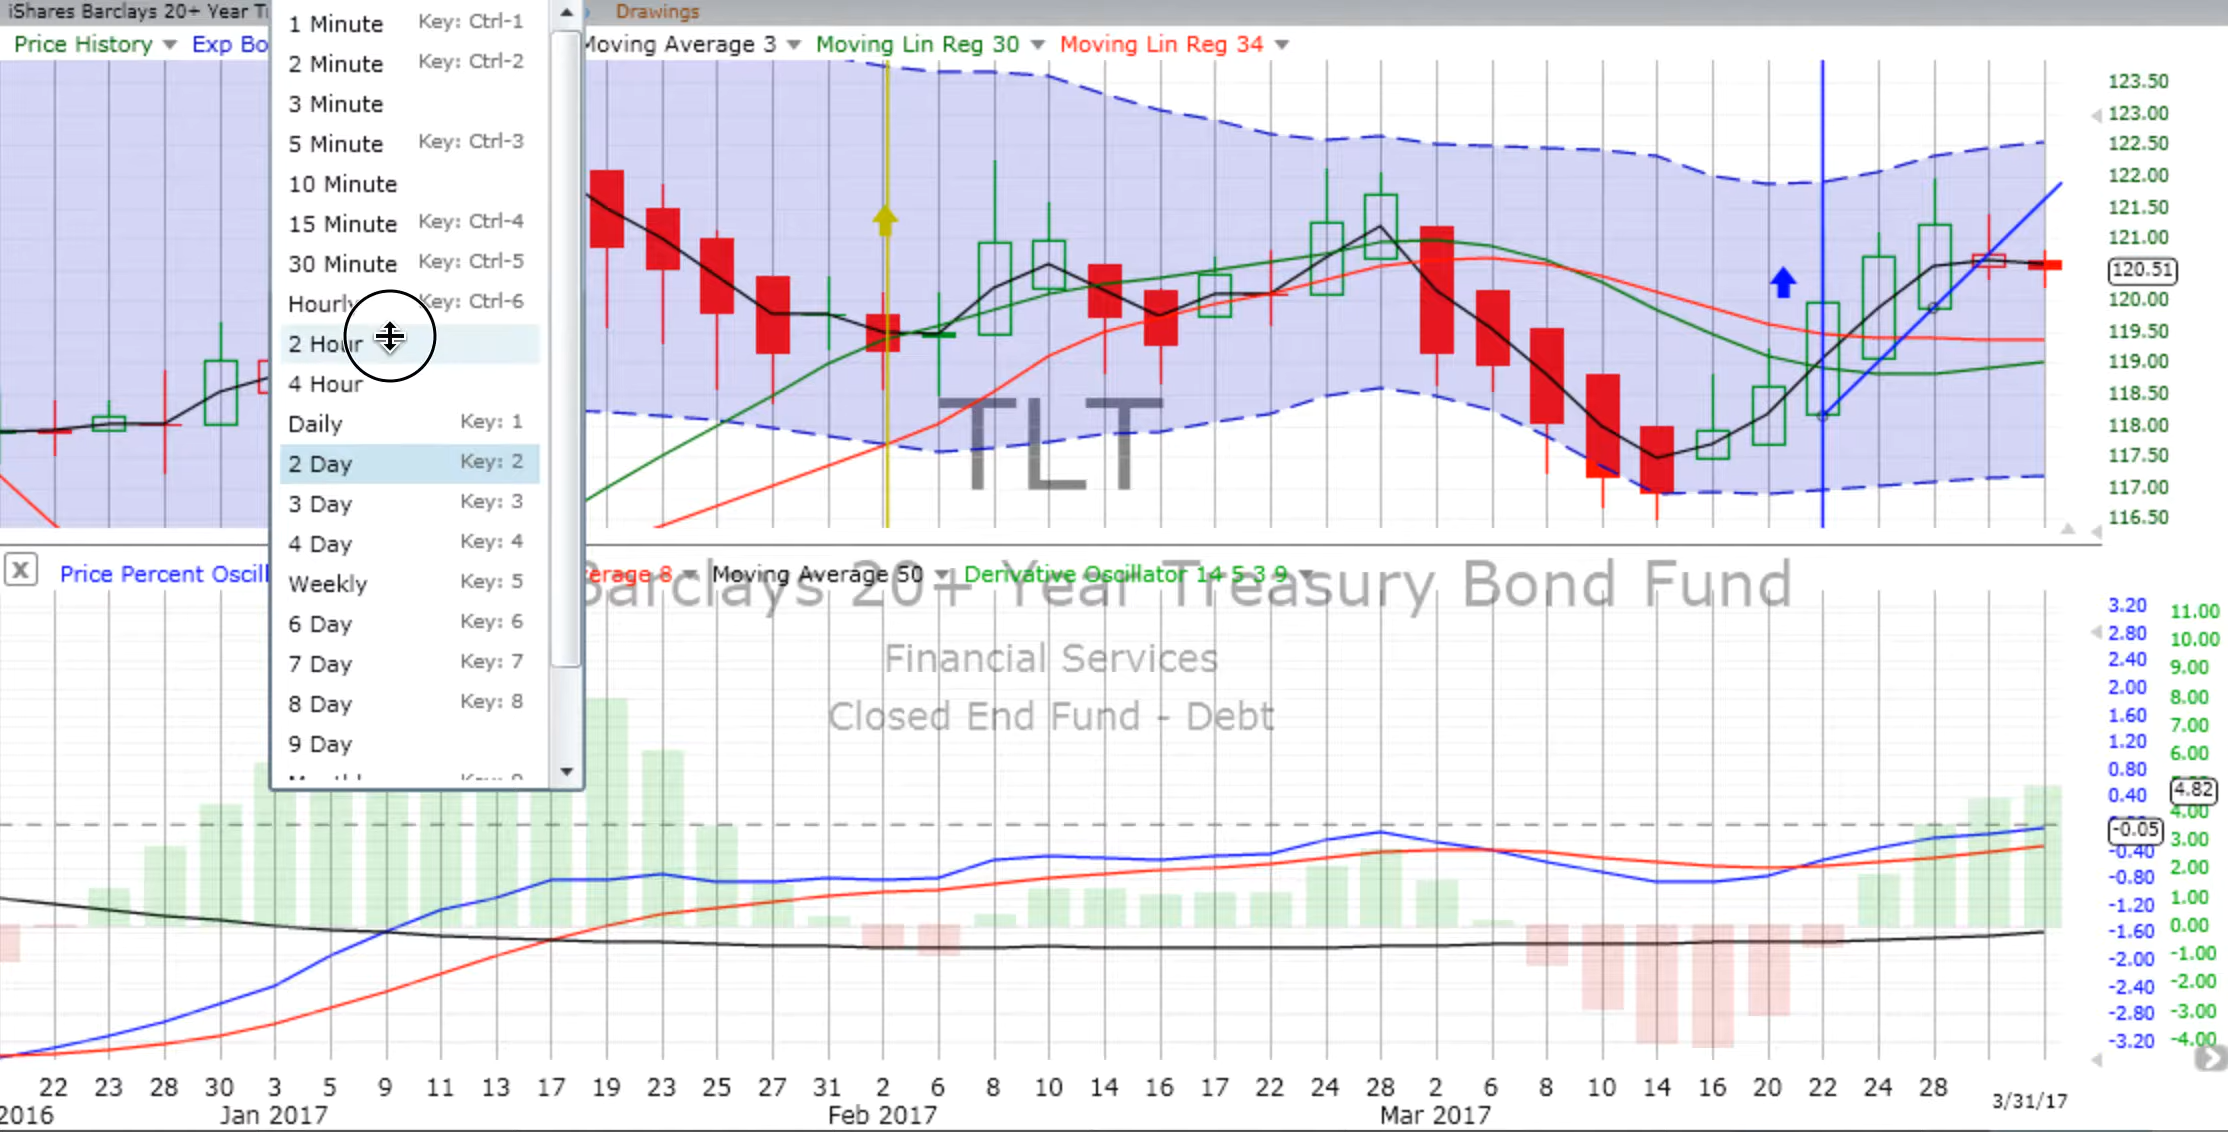 iShares Barclays 20+ Year T
Drawings
Price History
Exp Bo
Moving Average 3
Moving Lin Reg 30
Moving Lin Reg 34
1 Minute Key: Ctrl-1
2 Minute Key: Ctrl-2
3 Minute
5 Minute Key: Ctrl-3
10 Minute
15 Minute Key: Ctrl-4
30 Minute Key: Ctrl-5
Hourly Key: Ctrl-6
2 Hour
4 Hour
Daily Key: 1
2 Day Key: 2
3 Day Key: 3
4 Day Key: 4
Weekly Key: 5
6 Day Key: 6
7 Day Key: 7
8 Day Key: 8
9 Day
TLT
123.50
123.00
122.50
122.00
121.50
121.00
120.51
120.00
119.50
119.00
118.50
118.00
117.50
117.00
116.50
X
Price Percent Oscill
erage 8
Moving Average 50
Derivative Oscillator 14 5 3 9
Barclays 20+ Year Treasury Bond Fund
Financial Services
Closed End Fund - Debt
3.20
2.80
2.40
2.00
1.60
1.20
0.80
0.40
-0.05
-0.40
-0.80
-1.20
-1.60
-2.00
-2.40
-2.80
-3.20
11.00
10.00
9.00
8.00
7.00
6.00
4.82
4.00
3.00
2.00
1.00
0.00
-1.00
-2.00
-3.00
-4.00
22 23 28 30 3 5 9 11 13 17 19 23 25 27 31 2 6 8 10 14 16 17 22 24 28 2 6 8 10 14 16 20 22 24 28
2016 Jan 2017 Feb 2017 Mar 2017 3/31/17